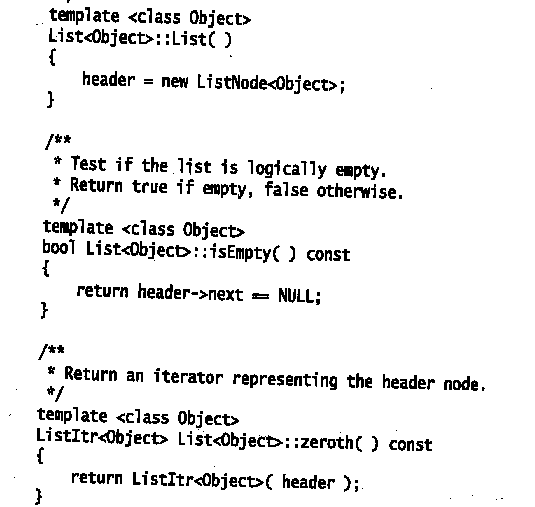 template <class Object>
List<Object>::List( )
{
    header = new ListNode<Object>;
}

/**
 * Test if the list is logically empty.
 * Return true if empty, false otherwise.
 */
template <class Object>
bool List<Object>::isEmpty( ) const
{
    return header->next == NULL;
}

/**
 * Return an iterator representing the header node.
 */
template <class Object>
ListItr<Object> List<Object>::zeroth( ) const
{
    return ListItr<Object>( header );
}